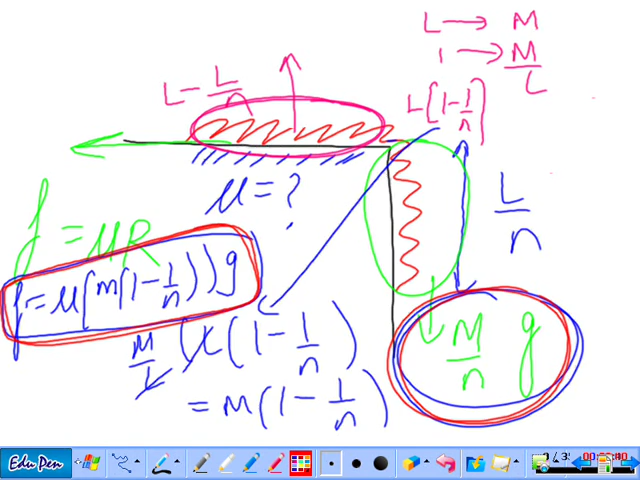 L → M
1 → M/L
L - L/n
L[1-1/n]
μ = ?
L/n
f = μR
f = μ(m(1-1/n))g
M/L (L(1-1/n)
= M(1-1/n)
M/n g
Edu Pen